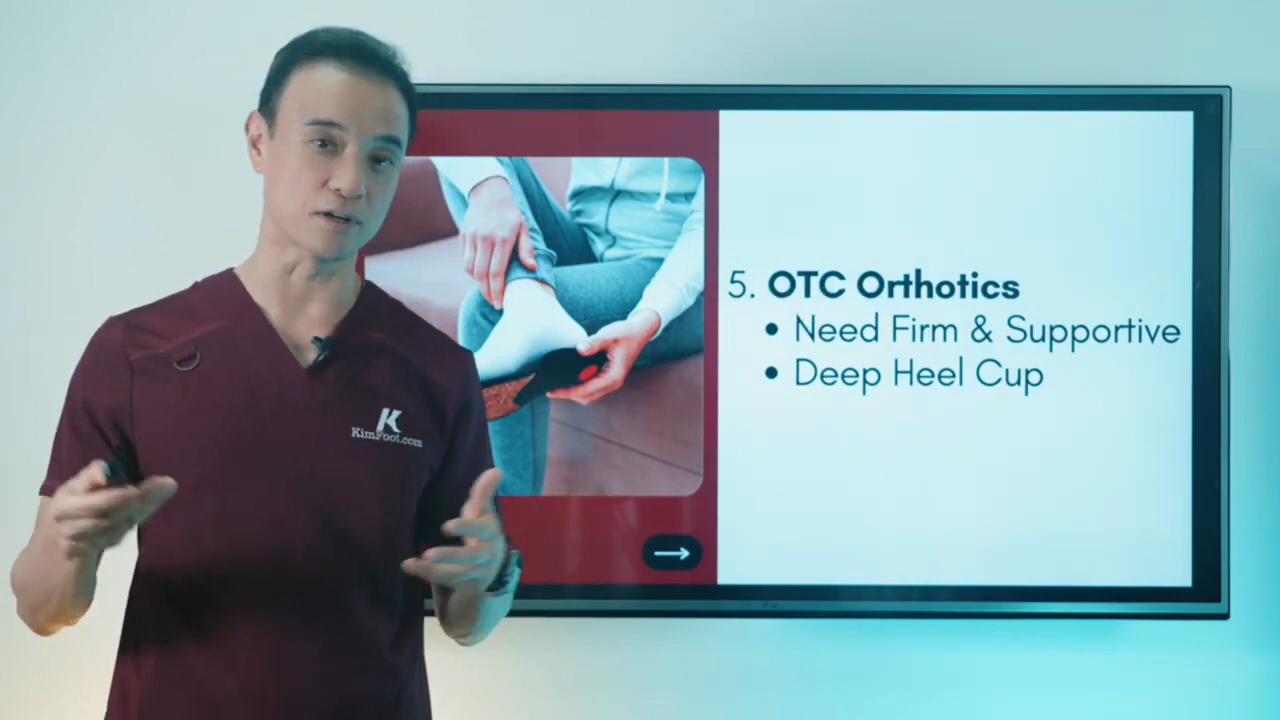 K
KimFoot.com
5. OTC Orthotics
• Need Firm & Supportive
• Deep Heel Cup